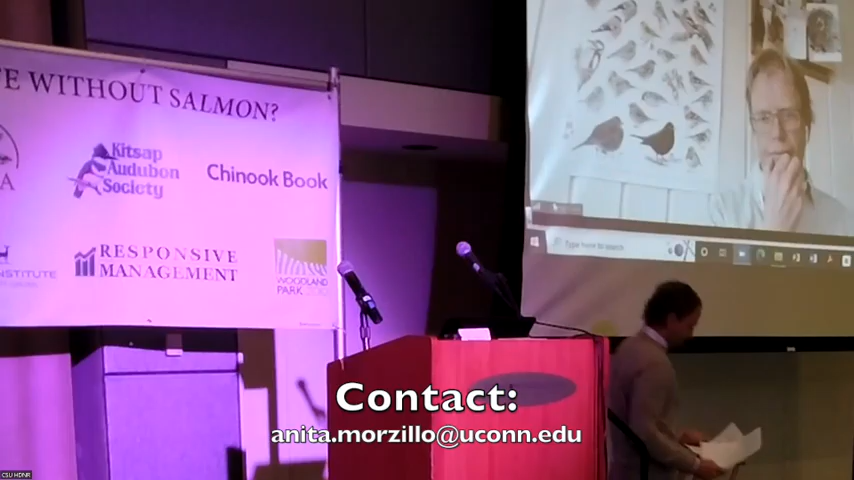 E WITHOUT SALMON?
A
Kitsap
Audubon
Society
Chinook Book
INSTITUTE
RESPONSIVE
MANAGEMENT
WOODLAND
PARK ZOO
Type here to search
Contact:
anita.morzillo@uconn.edu
CSU HDNR